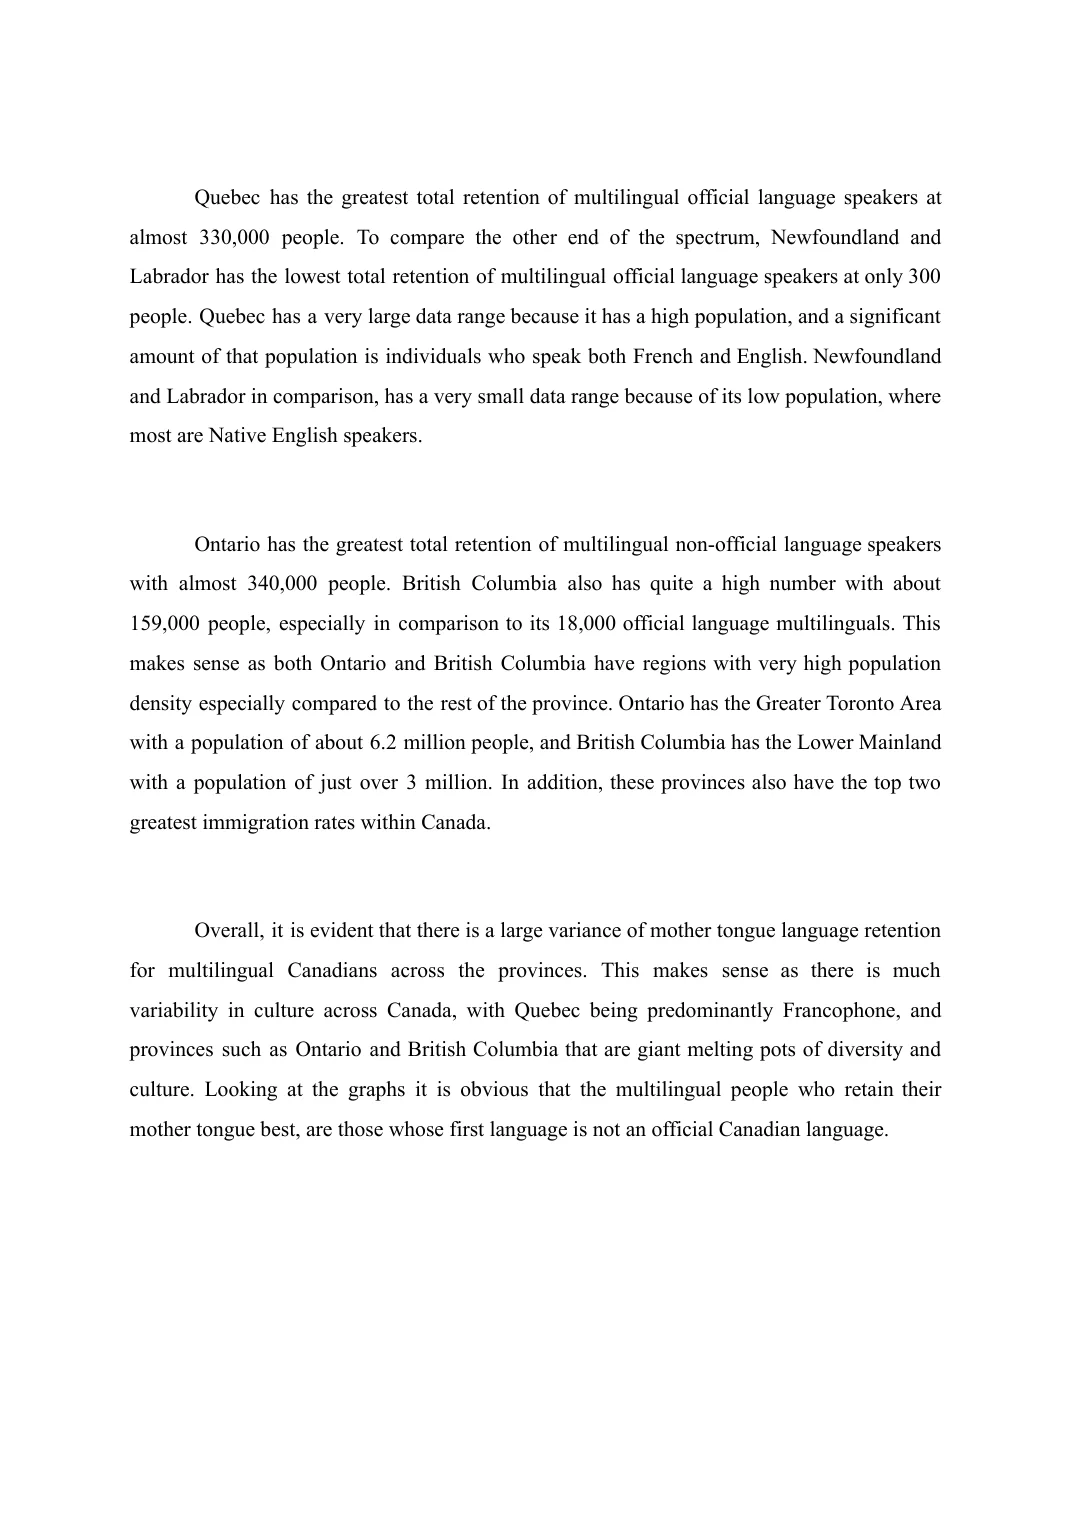 Quebec has the greatest total retention of multilingual official language speakers at
almost 330,000 people. To compare the other end of the spectrum, Newfoundland and
Labrador has the lowest total retention of multilingual official language speakers at only 300
people. Quebec has a very large data range because it has a high population, and a significant
amount of that population is individuals who speak both French and English. Newfoundland
and Labrador in comparison, has a very small data range because of its low population, where
most are Native English speakers.
Ontario has the greatest total retention of multilingual non-official language speakers
with almost 340,000 people. British Columbia also has quite a high number with about
159,000 people, especially in comparison to its 18,000 official language multilinguals. This
makes sense as both Ontario and British Columbia have regions with very high population
density especially compared to the rest of the province. Ontario has the Greater Toronto Area
with a population of about 6.2 million people, and British Columbia has the Lower Mainland
with a population of just over 3 million. In addition, these provinces also have the top two
greatest immigration rates within Canada.
Overall, it is evident that there is a large variance of mother tongue language retention
for multilingual Canadians across the provinces. This makes sense as there is much
variability in culture across Canada, with Quebec being predominantly Francophone, and
provinces such as Ontario and British Columbia that are giant melting pots of diversity and
culture. Looking at the graphs it is obvious that the multilingual people who retain their
mother tongue best, are those whose first language is not an official Canadian language.